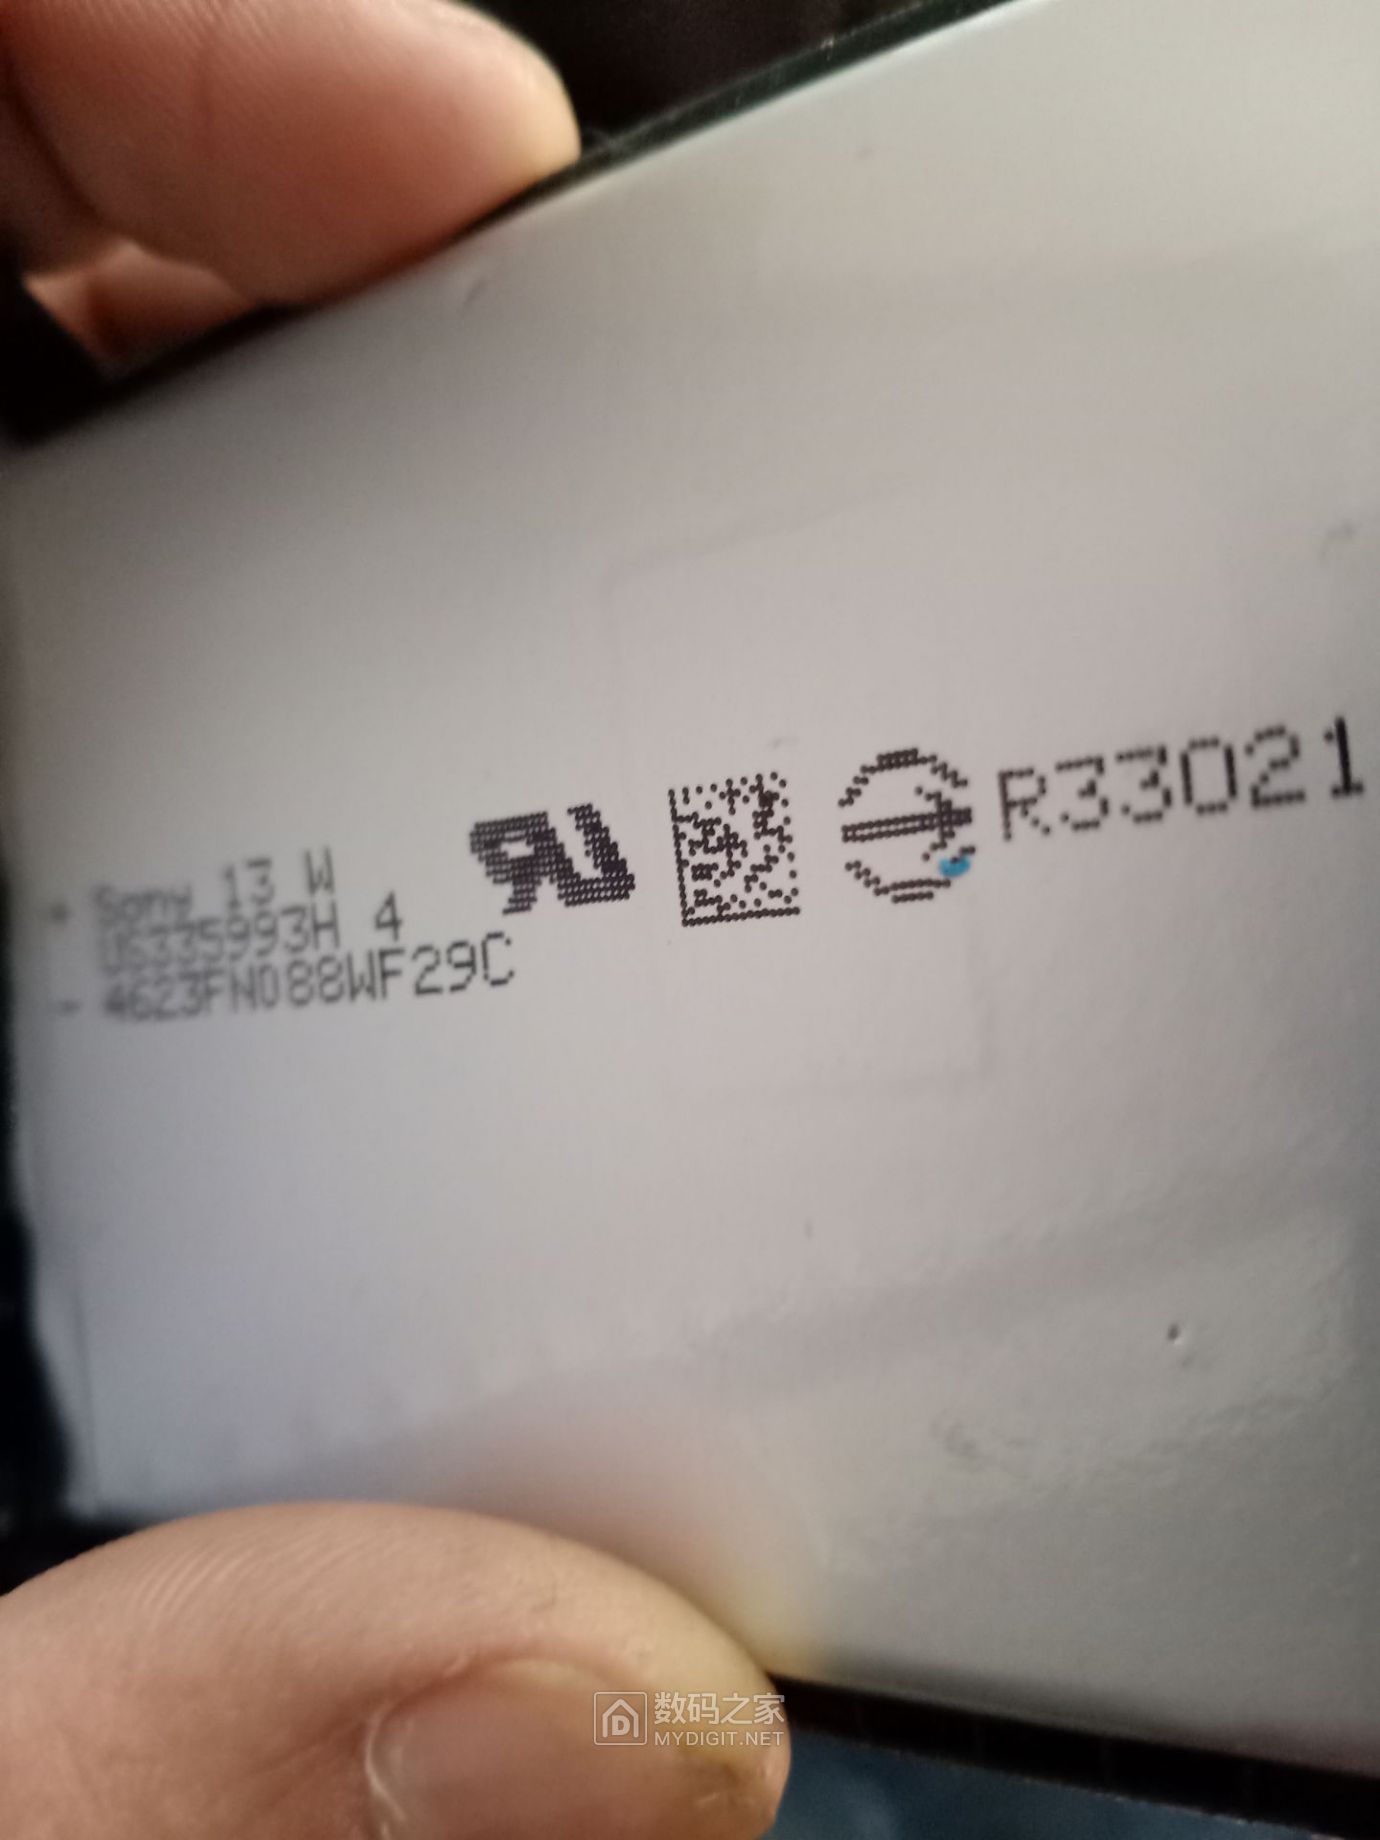 + Sony 13 W
US335993H 4
- 4623FN088WF29C
R33021
数码之家
MYDIGIT.NET